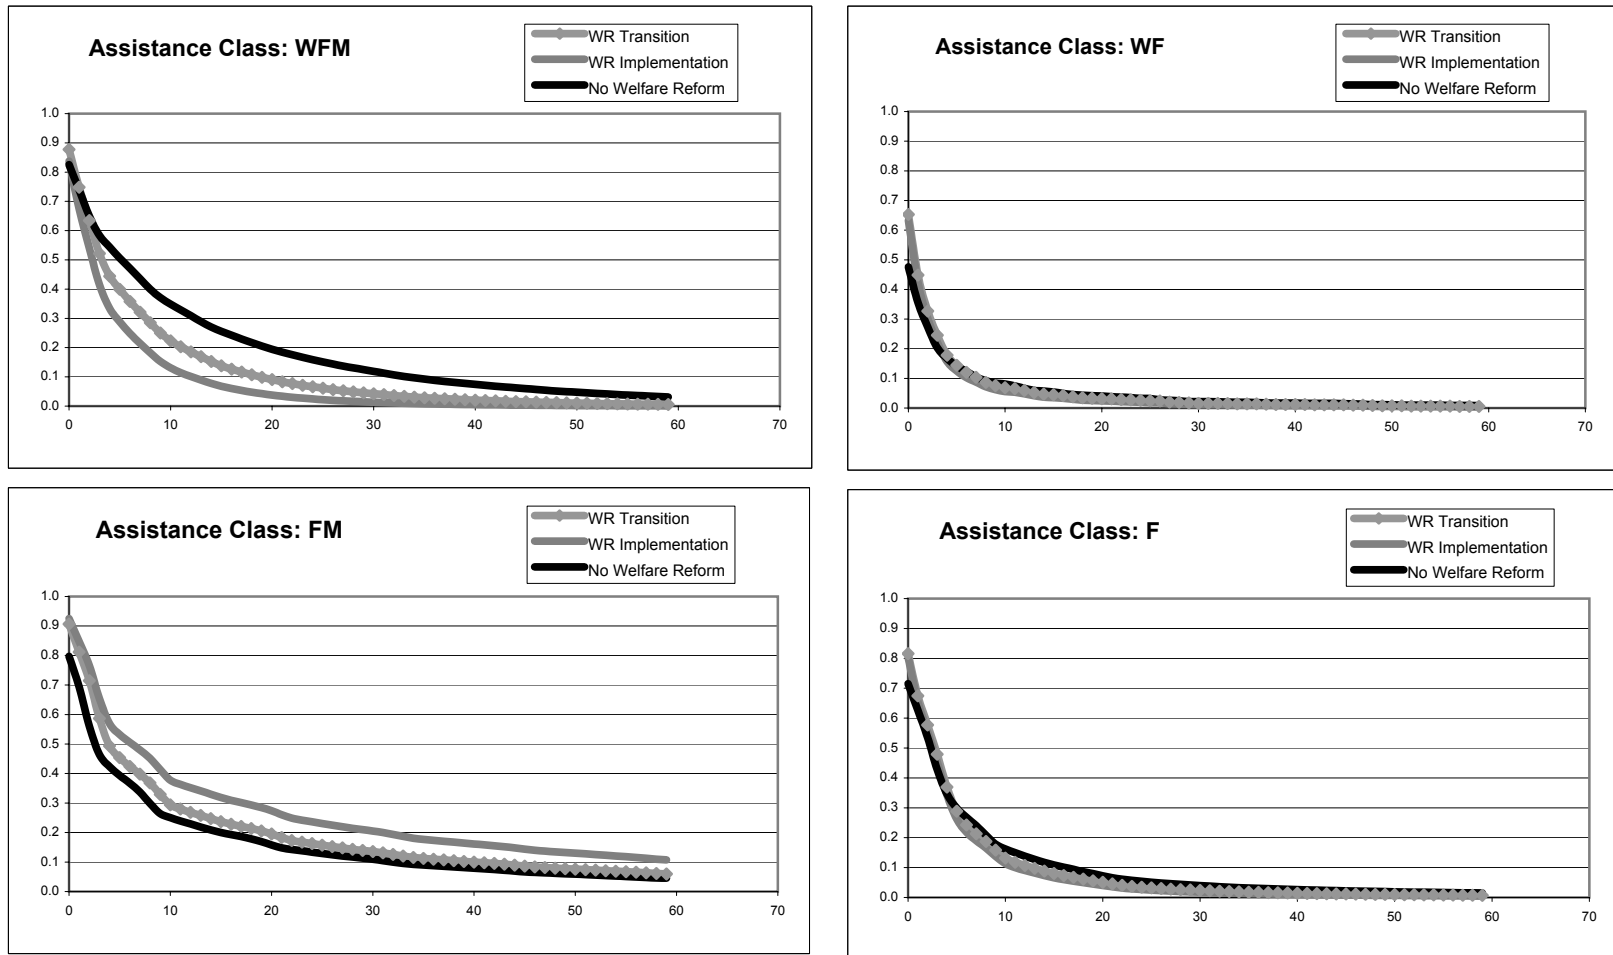 Assistance Class: WFM
WR Transition
WR Implementation
No Welfare Reform
1.0
0.9
0.8
0.7
0.6
0.5
0.4
0.3
0.2
0.1
0.0
0 10 20 30 40 50 60 70
Assistance Class: WF
WR Transition
WR Implementation
No Welfare Reform
1.0
0.9
0.8
0.7
0.6
0.5
0.4
0.3
0.2
0.1
0.0
0 10 20 30 40 50 60 70
Assistance Class: FM
WR Transition
WR Implementation
No Welfare Reform
1.0
0.9
0.8
0.7
0.6
0.5
0.4
0.3
0.2
0.1
0.0
0 10 20 30 40 50 60 70
Assistance Class: F
WR Transition
WR Implementation
No Welfare Reform
1.0
0.9
0.8
0.7
0.6
0.5
0.4
0.3
0.2
0.1
0.0
0 10 20 30 40 50 60 70